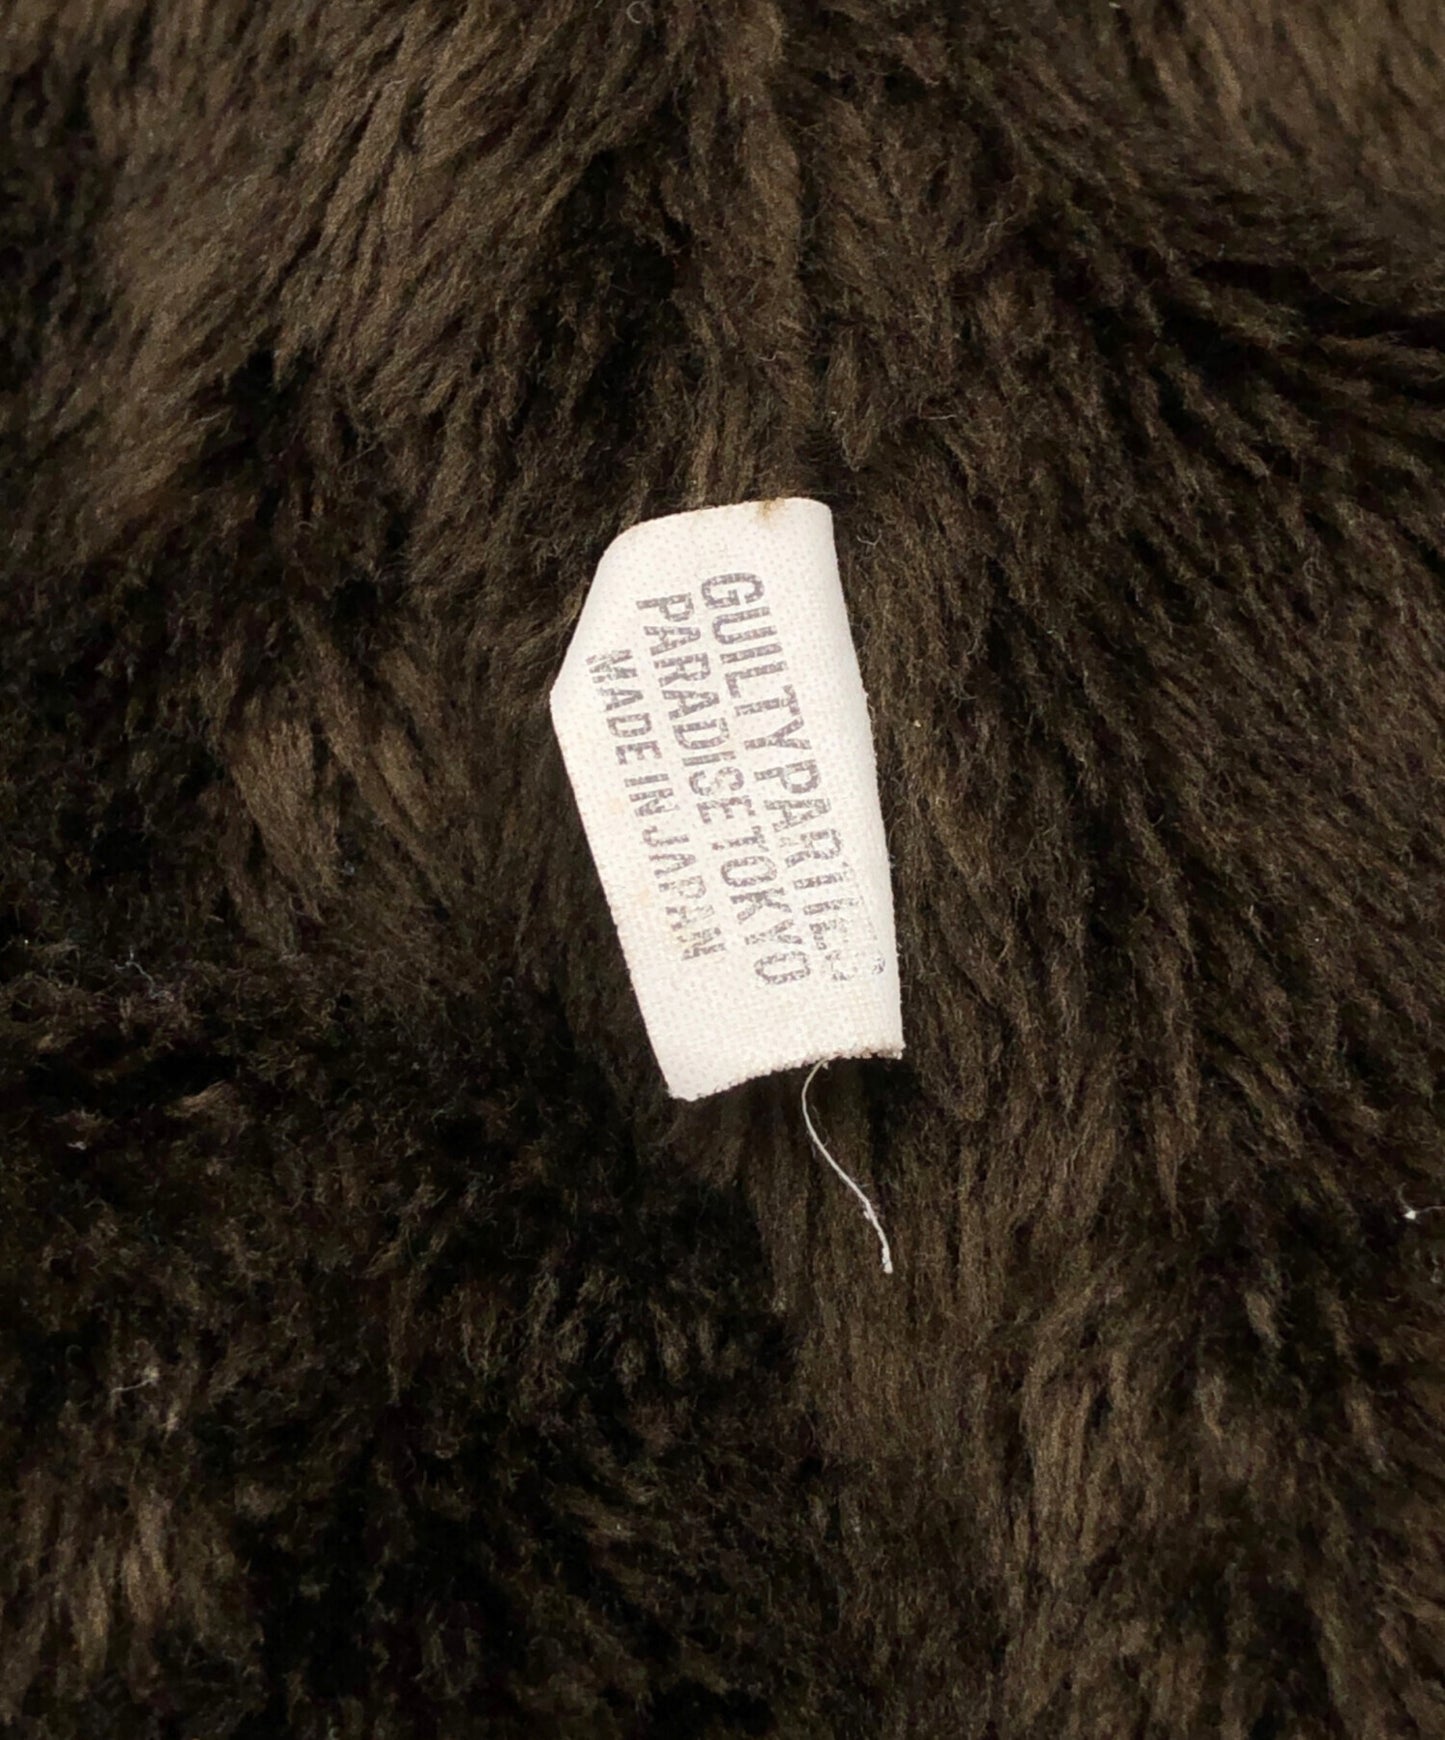 GUILTY PARTIES
PARADISE TOKYO
MADE IN JAPAN